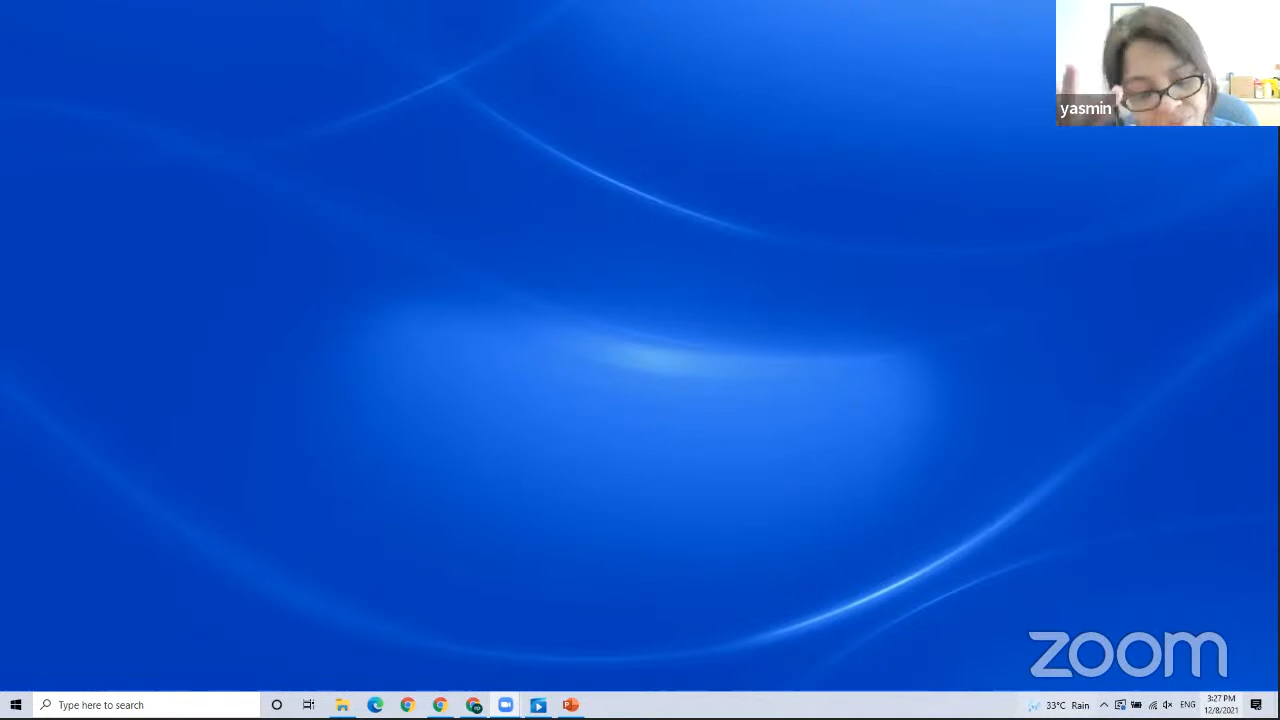 yasmin
zoom
Type here to search
33°C Rain
ENG
3:27 PM
12/8/2021